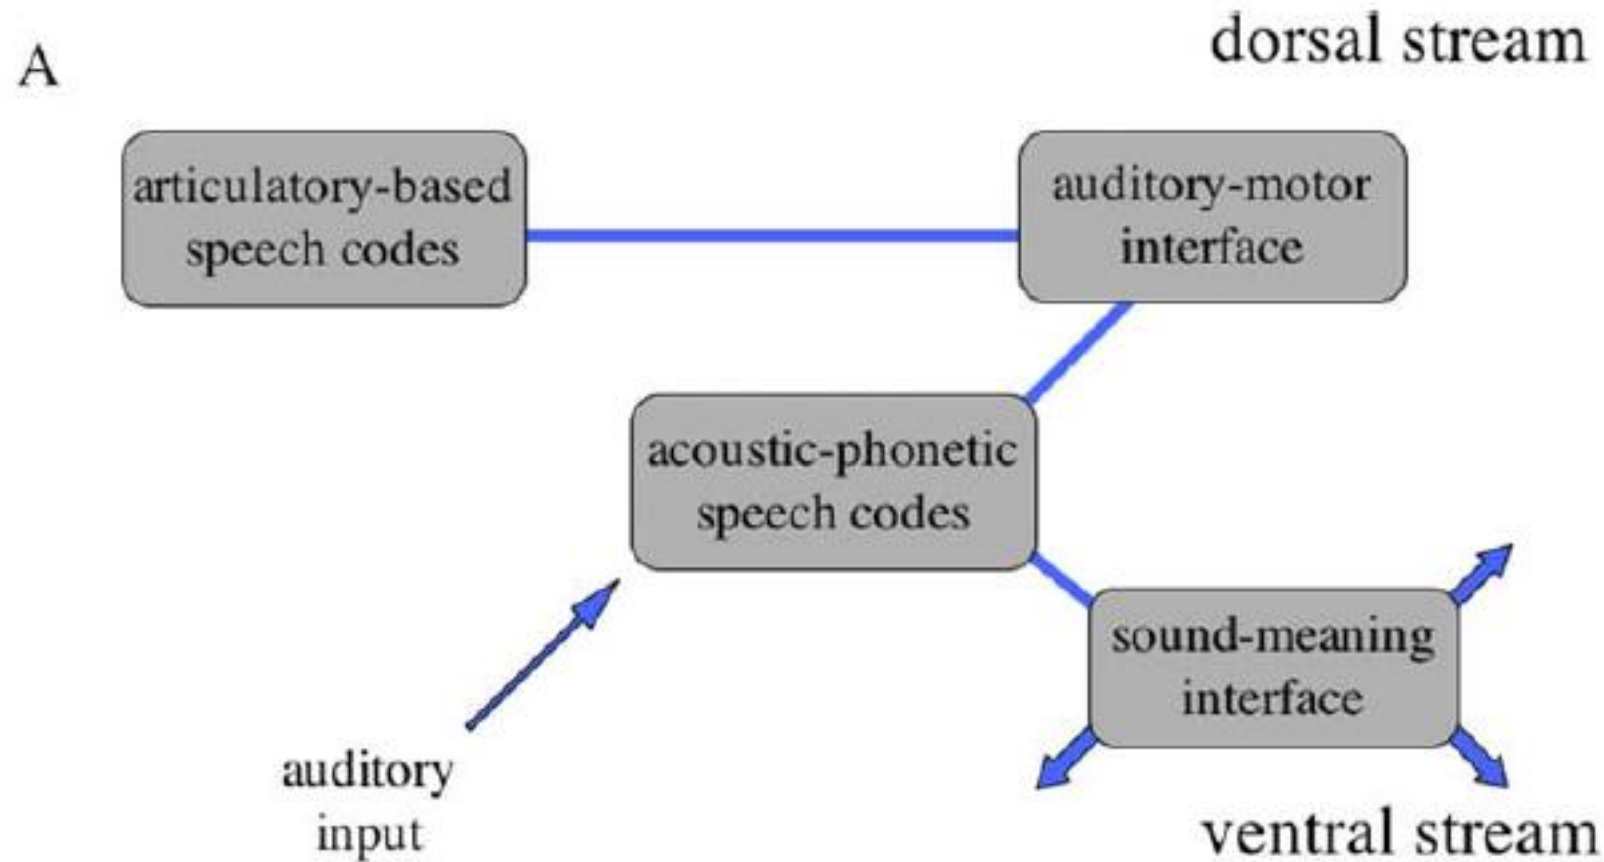 A
dorsal stream
articulatory-based
speech codes
auditory-motor
interface
acoustic-phonetic
speech codes
sound-meaning
interface
auditory
input
ventral stream